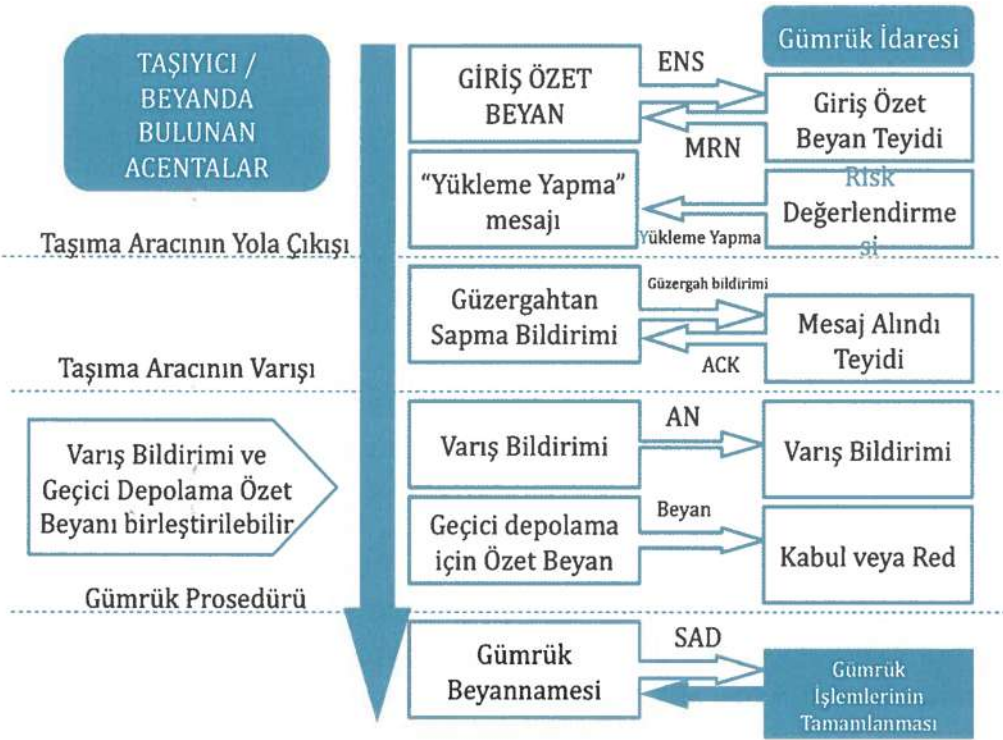 TAŞIYICI /
BEYANDA
BULUNAN
ACENTALAR
Gümrük İdaresi
GİRİŞ ÖZET
BEYAN
ENS
MRN
Giriş Özet
Beyan Teyidi
"Yükleme Yapma"
mesajı
Yükleme Yapma
Risk
Değerlendirme
si
Taşıma Aracının Yola Çıkışı
Güzergahtan
Sapma Bildirimi
Güzergah bildirimi
ACK
Mesaj Alındı
Teyidi
Taşıma Aracının Varışı
Varış Bildirimi ve
Geçici Depolama Özet
Beyanı birleştirilebilir
Varış Bildirimi
AN
Varış Bildirimi
Geçici depolama
için Özet Beyan
Beyan
Kabul veya Red
Gümrük Prosedürü
Gümrük
Beyannamesi
SAD
Gümrük
İşlemlerinin
Tamamlanması